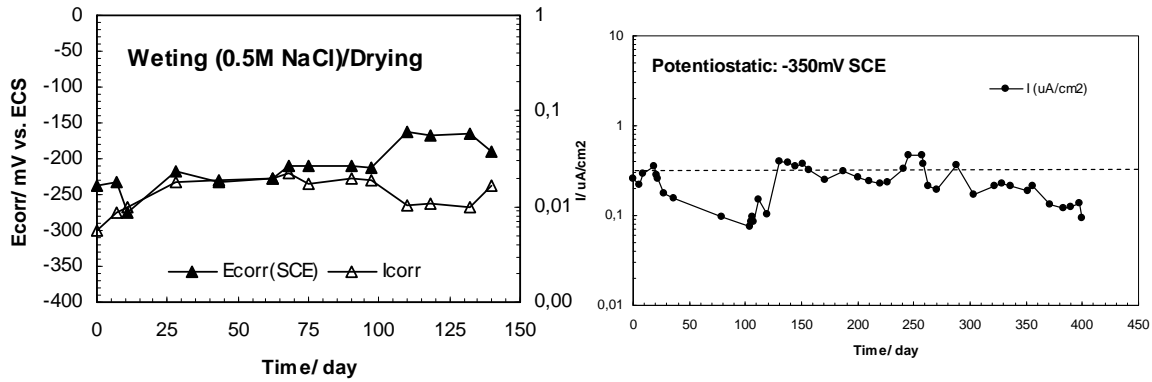 Weting (0.5M NaCl)/Drying
Ecorr/ mV vs. ECS
0
-50
-100
-150
-200
-250
-300
-350
-400
1
0,1
0,01
0,00
Ecorr(SCE)
Icorr
0 25 50 75 100 125 150
Time/ day
Potentiostatic: -350mV SCE
I (uA/cm2)
I/ uA/cm2
10
1
0,1
0,01
0 50 100 150 200 250 300 350 400 450
Time/ day